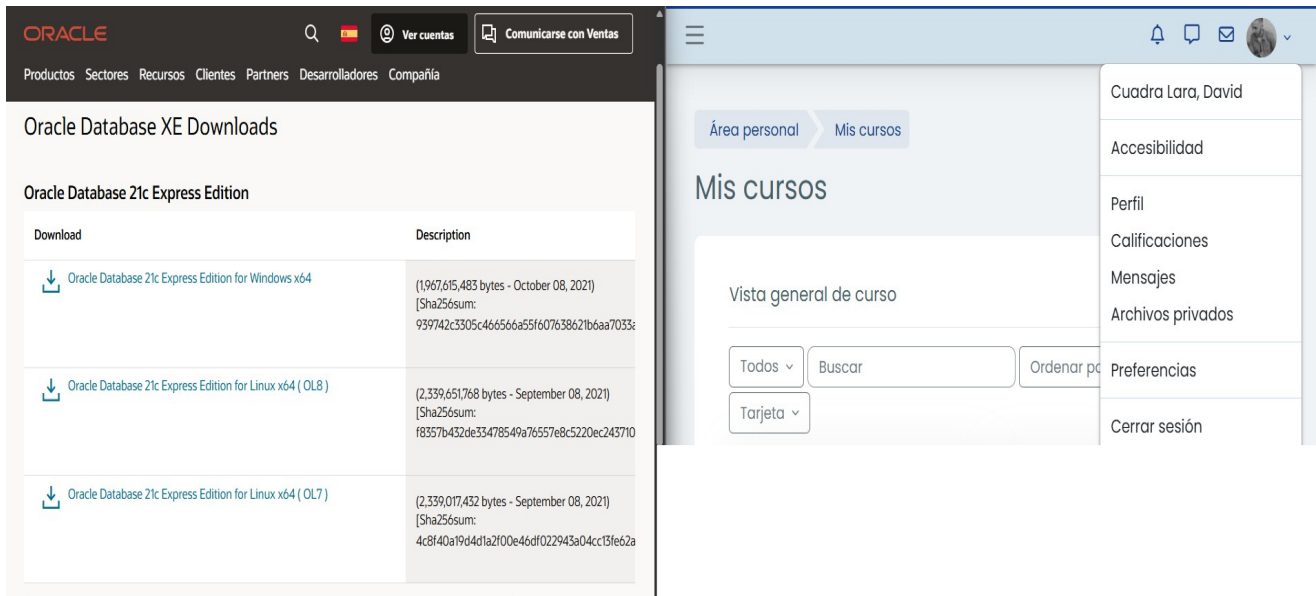 ORACLE
Ver cuentas
Comunicarse con Ventas
Productos Sectores Recursos Clientes Partners Desarrolladores Compañía
Oracle Database XE Downloads
Oracle Database 21c Express Edition
Download Description
Oracle Database 21c Express Edition for Windows x64
(1,967,615,483 bytes - October 08, 2021)
[Sha256sum:
939742c3305c466566a55f607638621b6aa7033a
Oracle Database 21c Express Edition for Linux x64 ( OL8 )
(2,339,651,768 bytes - September 08, 2021)
[Sha256sum:
f8357b432de33478549a76557e8c5220ec243710
Oracle Database 21c Express Edition for Linux x64 ( OL7 )
(2,339,017,432 bytes - September 08, 2021)
[Sha256sum:
4c8f40a19d4d1a2f00e46df022943a04cc13fe62a
Área personal Mis cursos
Mis cursos
Vista general de curso
Todos
Buscar
Ordenar po
Tarjeta
Cuadra Lara, David
Accesibilidad
Perfil
Calificaciones
Mensajes
Archivos privados
Preferencias
Cerrar sesión